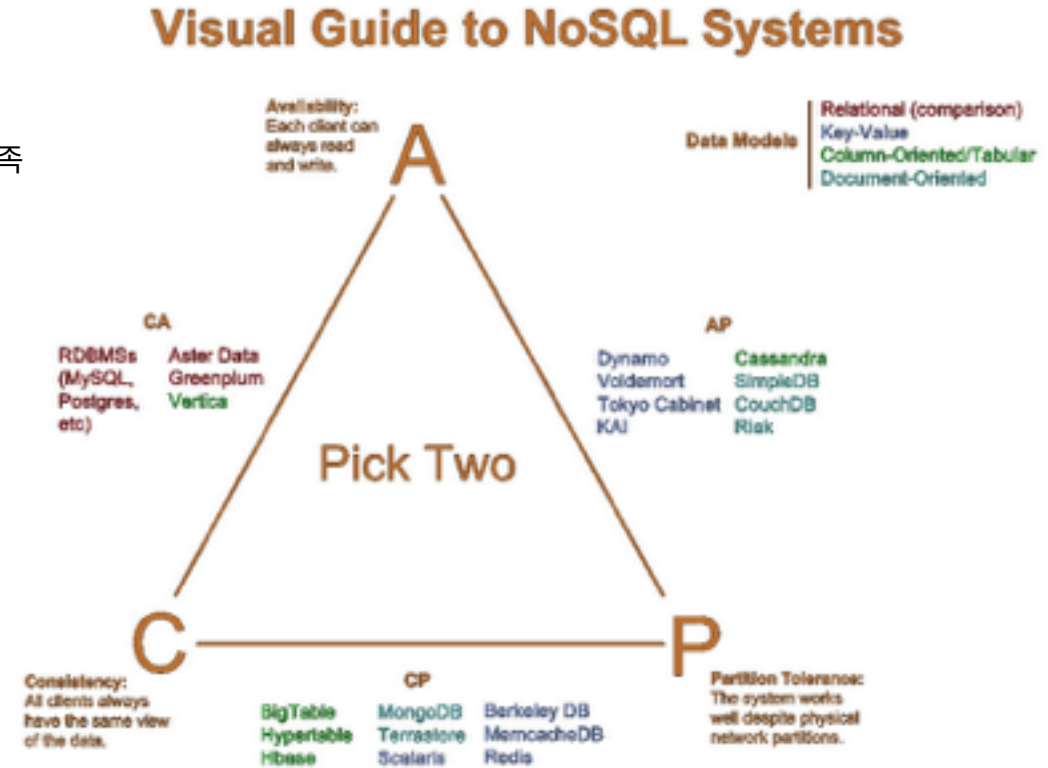 Visual Guide to NoSQL Systems
Availability:
Each client can
always read
and write.
A
족
Data Models
Relational (comparison)
Key-Value
Column-Oriented/Tabular
Document-Oriented
CA
RDBMSs
(MySQL,
Postgres,
etc)
Aster Data
Greenplum
Vertica
AP
Dynamo
Voldemort
Tokyo Cabinet
KAI
Cassandra
SimpleDB
CouchDB
Riak
Pick Two
C
P
Consistency:
All clients always
have the same view
of the data.
CP
BigTable
Hypertable
Hbase
MongoDB
Terrastore
Scalaris
Berkeley DB
MemcacheDB
Redis
Partition Tolerance:
The system works
well despite physical
network partitions.